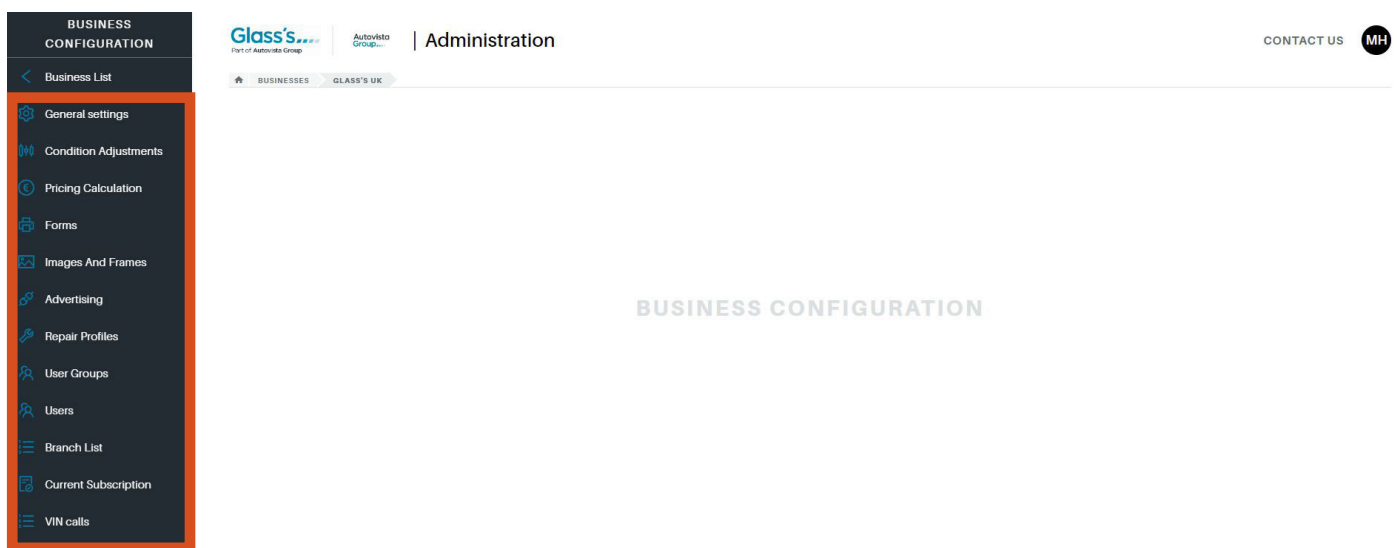 BUSINESS
CONFIGURATION
Business List
General settings
Condition Adjustments
Pricing Calculation
Forms
Images And Frames
Advertising
Repair Profiles
User Groups
Users
Branch List
Current Subscription
VIN calls
Glass's....
Part of Autovista Group
Autovista
Group....
| Administration
CONTACT US
MH
BUSINESSES
GLASS'S UK
BUSINESS CONFIGURATION